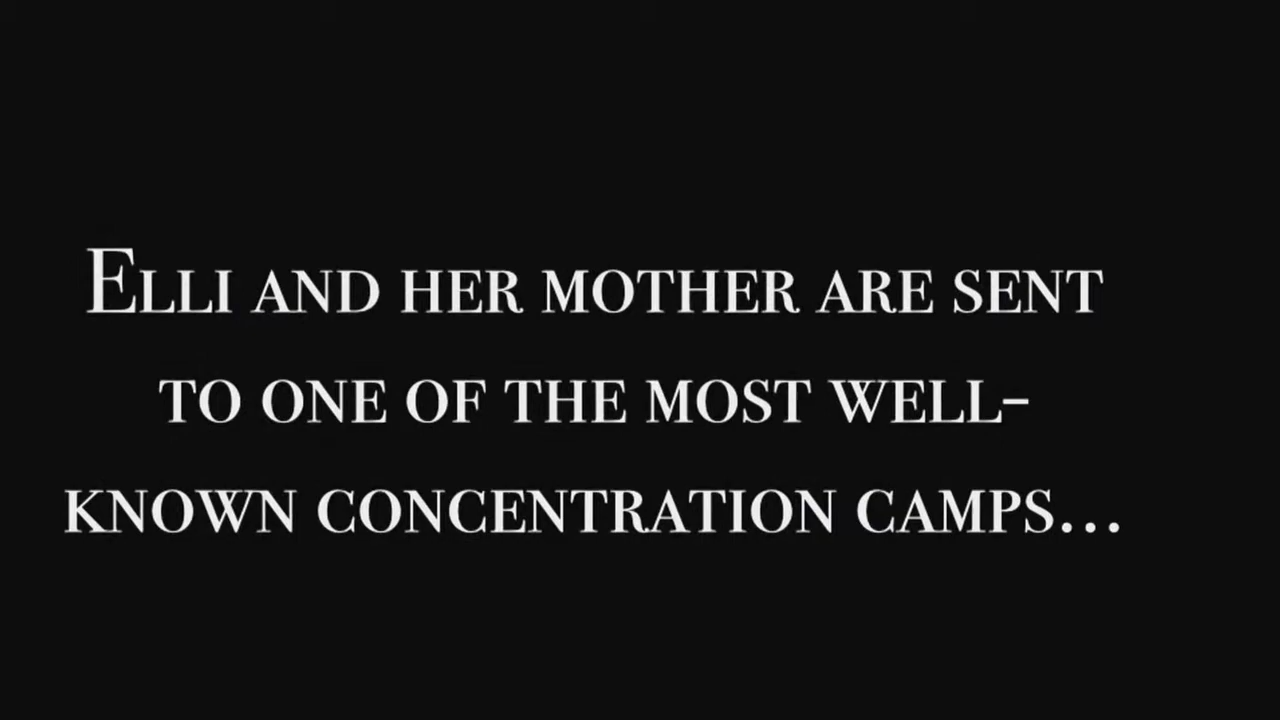 Elli and her mother are sent
to one of the most well-
known concentration camps...